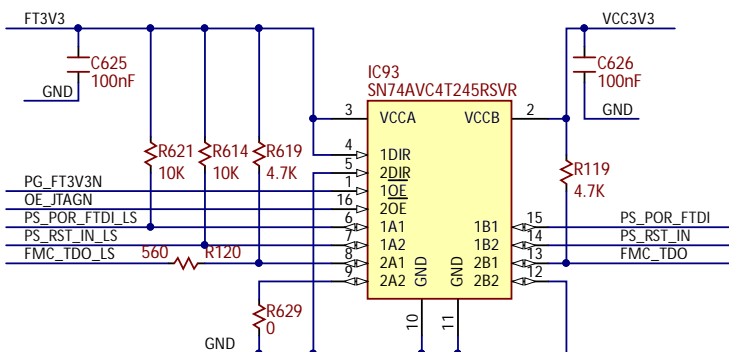 FT3V3
VCC3V3
C625
100nF
GND
IC93
SN74AVC4T245RSVR
C626
100nF
GND
3
VCCA
VCCB
2
4
1DIR
5
2DIR
1
1OE
16
2OE
6
1A1
1B1
15
7
1A2
1B2
14
8
2A1
2B1
13
9
2A2
2B2
12
GND
GND
10
11
R621
10K
R614
10K
R619
4.7K
R119
4.7K
PG_FT3V3N
OE_JTAGN
PS_POR_FTDI_LS
PS_RST_IN_LS
FMC_TDO_LS
560
R120
PS_POR_FTDI
PS_RST_IN
FMC_TDO
R629
0
GND